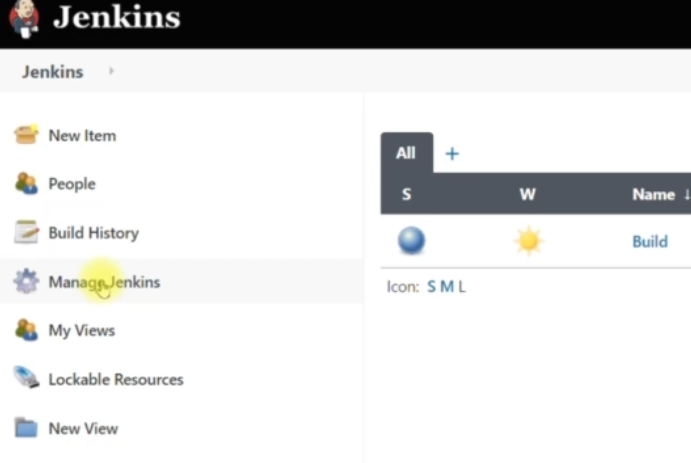 Jenkins
Jenkins
New Item
People
Build History
Manage Jenkins
My Views
Lockable Resources
New View
All +
S W Name ↓
Build
Icon: S M L